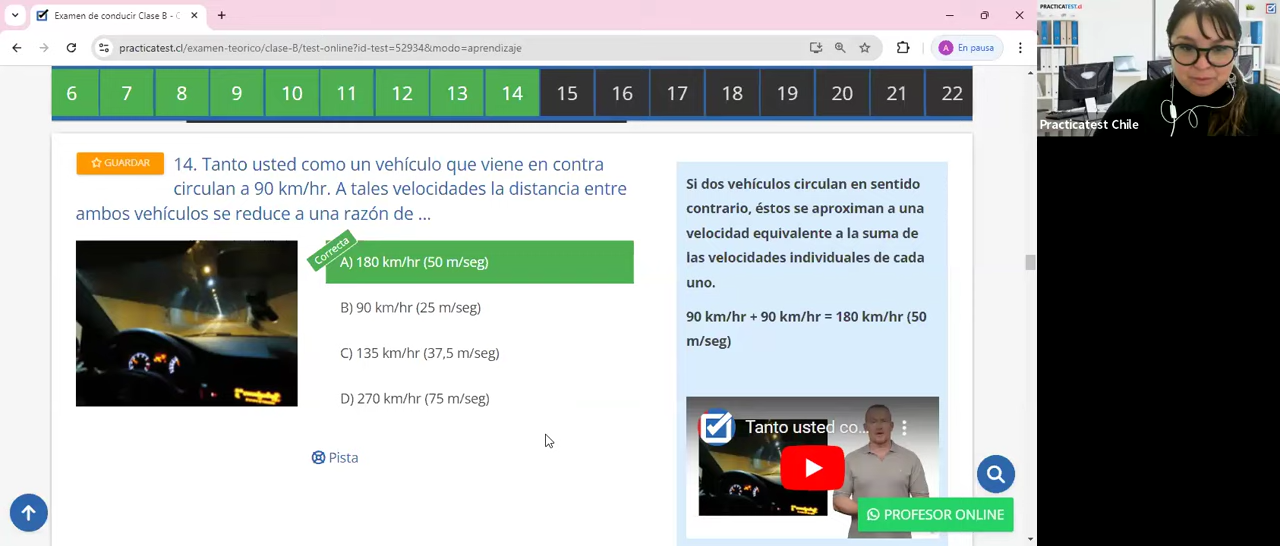 Examen de conducir Clase B - C
practicatest.cl/examen-teorico/clase-B/test-online?id-test=52934&modo=aprendizaje
A En pausa
6 7 8 9 10 11 12 13 14 15 16 17 18 19 20 21 22
GUARDAR
14. Tanto usted como un vehículo que viene en contra
circulan a 90 km/hr. A tales velocidades la distancia entre
ambos vehículos se reduce a una razón de ...
Correcta
A) 180 km/hr (50 m/seg)
B) 90 km/hr (25 m/seg)
C) 135 km/hr (37,5 m/seg)
D) 270 km/hr (75 m/seg)
Pista
Si dos vehículos circulan en sentido
contrario, éstos se aproximan a una
velocidad equivalente a la suma de
las velocidades individuales de cada
uno.
90 km/hr + 90 km/hr = 180 km/hr (50
m/seg)
Tanto usted co...
PROFESOR ONLINE
PRACTICATEST.cl
Practicatest Chile